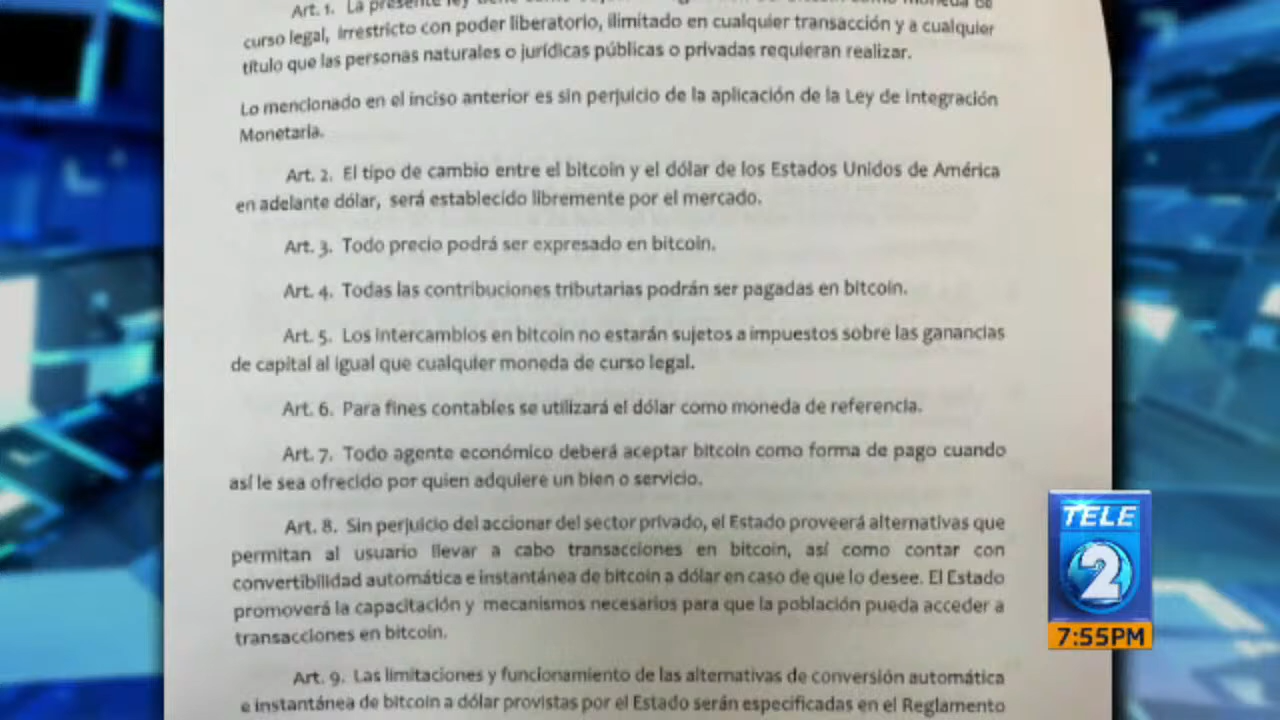 Art. 1. La presente ley
curso legal, irrestricto con poder liberatorio, ilimitado en cualquier transacción y a cualquier
título que las personas naturales o jurídicas públicas o privadas requieran realizar.
Lo mencionado en el inciso anterior es sin perjuicio de la aplicación de la Ley de Integración
Monetaria.
Art. 2. El tipo de cambio entre el bitcoin y el dólar de los Estados Unidos de América
en adelante dólar, será establecido libremente por el mercado.
Art. 3. Todo precio podrá ser expresado en bitcoin.
Art. 4. Todas las contribuciones tributarias podrán ser pagadas en bitcoin.
Art. 5. Los intercambios en bitcoin no estarán sujetos a impuestos sobre las ganancias
de capital al igual que cualquier moneda de curso legal.
Art. 6. Para fines contables se utilizará el dólar como moneda de referencia.
Art. 7. Todo agente económico deberá aceptar bitcoin como forma de pago cuando
así le sea ofrecido por quien adquiere un bien o servicio.
Art. 8. Sin perjuicio del accionar del sector privado, el Estado proveerá alternativas que
permitan al usuario llevar a cabo transacciones en bitcoin, así como contar con
convertibilidad automática e instantánea de bitcoin a dólar en caso de que lo desee. El Estado
promoverá la capacitación y mecanismos necesarios para que la población pueda acceder a
transacciones en bitcoin.
Art. 9. Las limitaciones y funcionamiento de las alternativas de conversión automática
e instantánea de bitcoin a dólar provistas por el Estado serán especificadas en el Reglamento
TELE
2
7:55PM